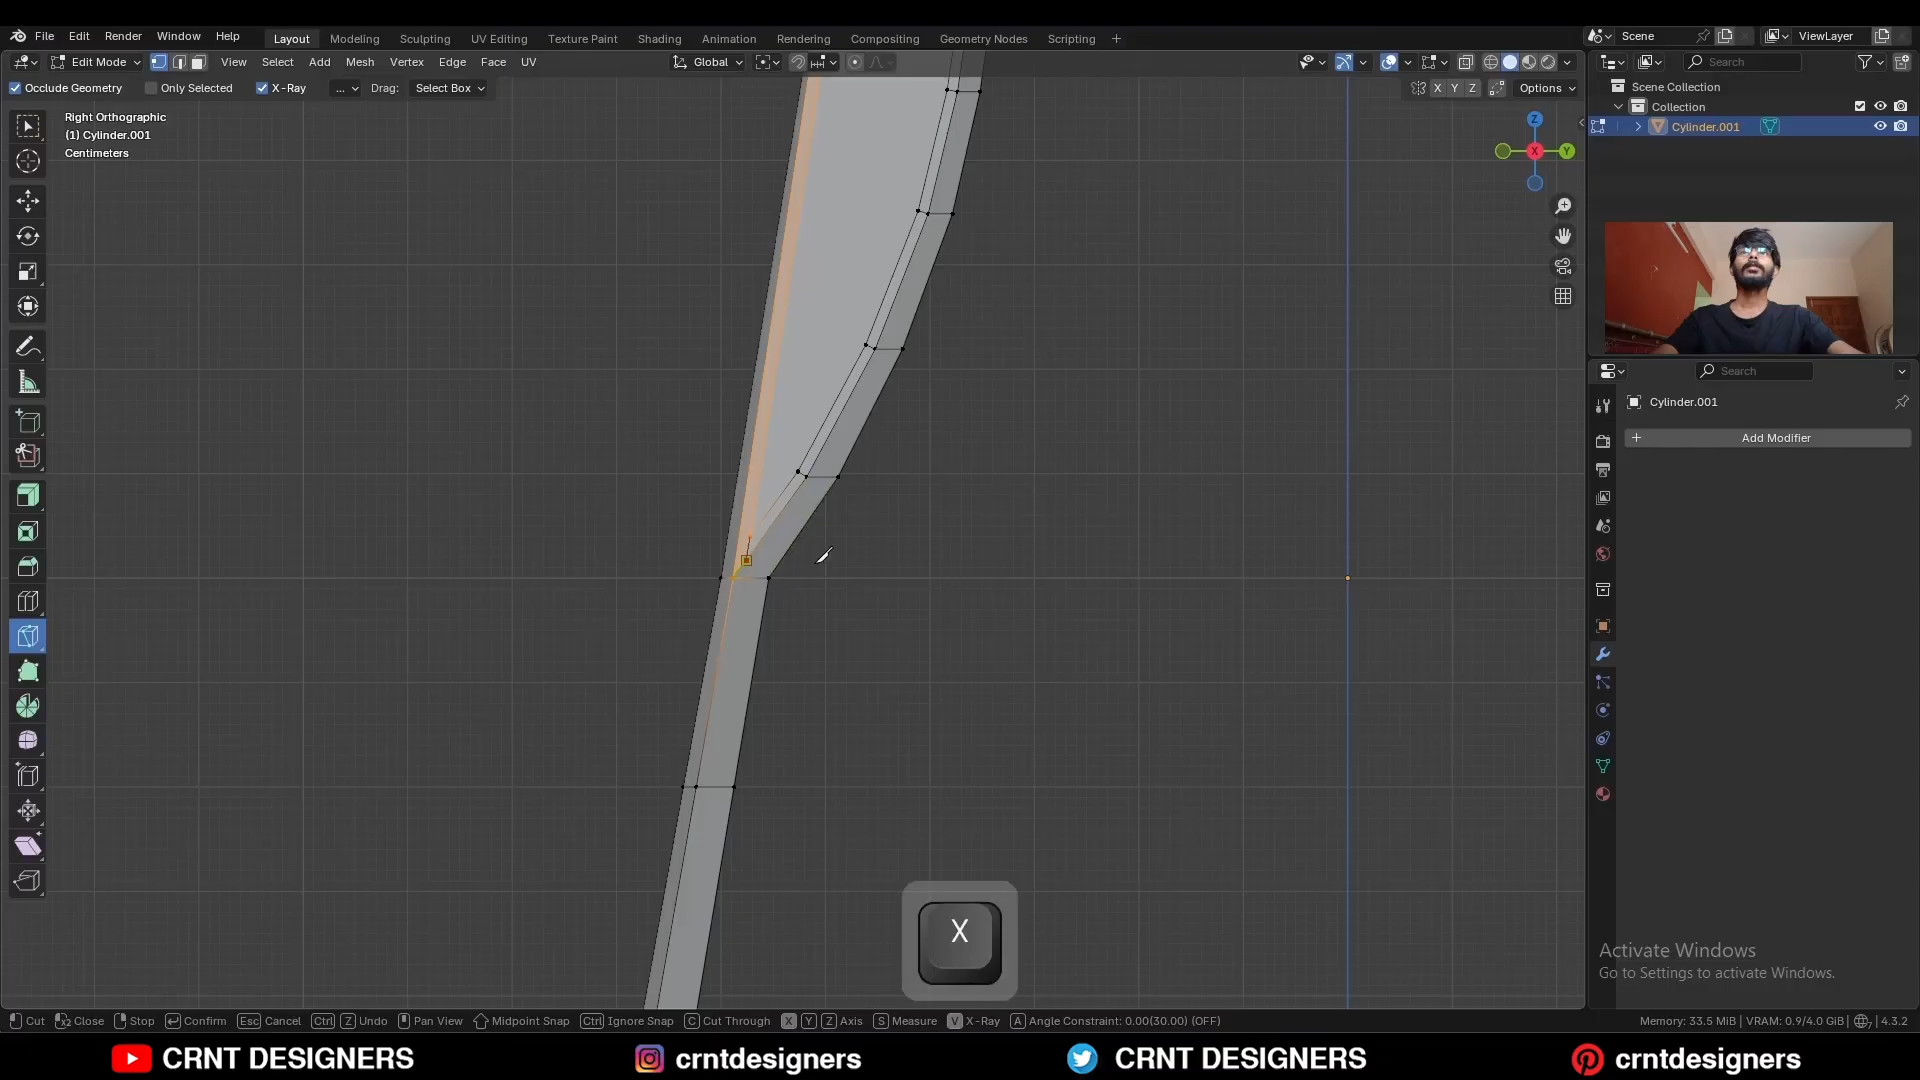 File Edit Render Window Help Layout Modeling Sculpting UV Editing Texture Paint Shading Animation Rendering Compositing Geometry Nodes Scripting + Scene ViewLayer
Edit Mode View Select Add Mesh Vertex Edge Face UV Global Search
Occlude Geometry Only Selected X-Ray ... Drag: Select Box X Y Z Options
Scene Collection
Collection
Cylinder.001
Right Orthographic
(1) Cylinder.001
Centimeters
Z
X
Y
Search
Cylinder.001
+ Add Modifier
X
Activate Windows
Go to Settings to activate Windows.
Cut Close Stop Confirm Esc Cancel Ctrl Z Undo Pan View Midpoint Snap Ctrl Ignore Snap C Cut Through X Y Z Axis S Measure V X-Ray A Angle Constraint: 0.00(30.00) (OFF) Memory: 33.5 MiB | VRAM: 0.9/4.0 GiB | 7 | 4.3.2
CRNT DESIGNERS crntdesigners CRNT DESIGNERS crntdesigners